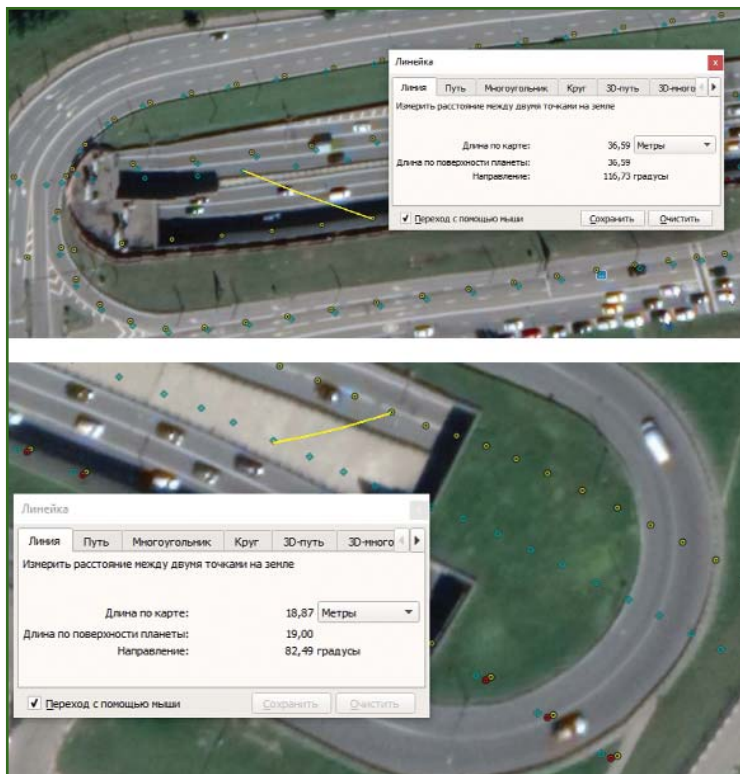 Линейка
Линия Путь Многоугольник Круг 3D-путь 3D-много
Измерить расстояние между двумя точками на земле
Длина по карте: 36,59 Метры
Длина по поверхности планеты: 36,59
Направление: 116,73 градусы
Переход с помощью мыши Сохранить Очистить
Линейка
Линия Путь Многоугольник Круг 3D-путь 3D-много
Измерить расстояние между двумя точками на земле
Длина по карте: 18,87 Метры
Длина по поверхности планеты: 19,00
Направление: 82,49 градусы
Переход с помощью мыши Сохранить Очистить